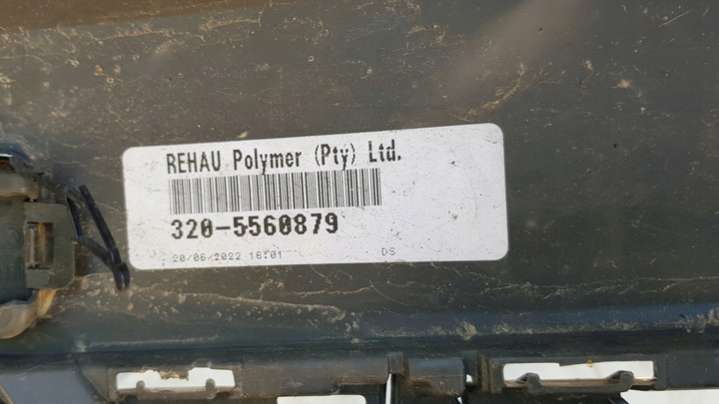 REHAU Polymer (Pty) Ltd.
320-5560879
20/06/2022 16:01 DS